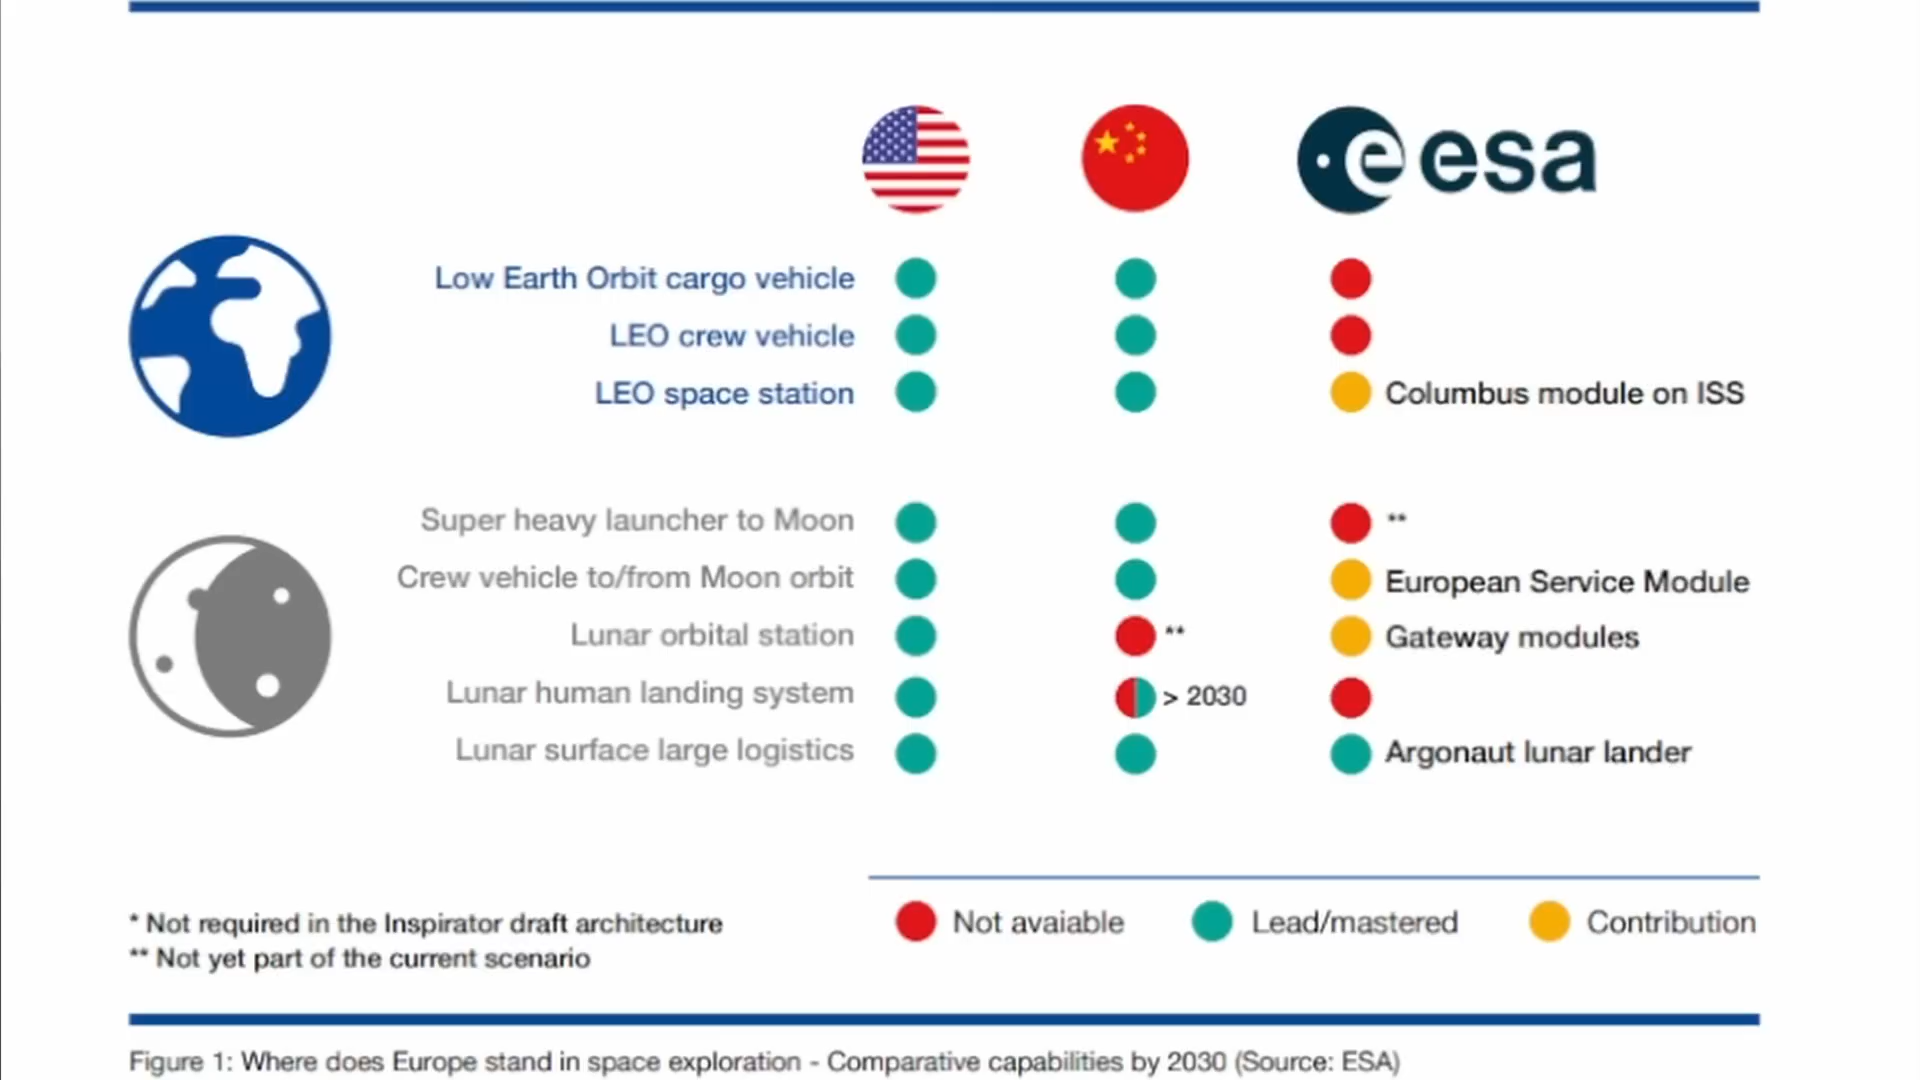 esa
Low Earth Orbit cargo vehicle
LEO crew vehicle
LEO space station
Columbus module on ISS
Super heavy launcher to Moon
**
Crew vehicle to/from Moon orbit
European Service Module
Lunar orbital station
**
Gateway modules
Lunar human landing system
> 2030
Lunar surface large logistics
Argonaut lunar lander
Not avaiable
Lead/mastered
Contribution
* Not required in the Inspirator draft architecture
** Not yet part of the current scenario
Figure 1: Where does Europe stand in space exploration - Comparative capabilities by 2030 (Source: ESA)